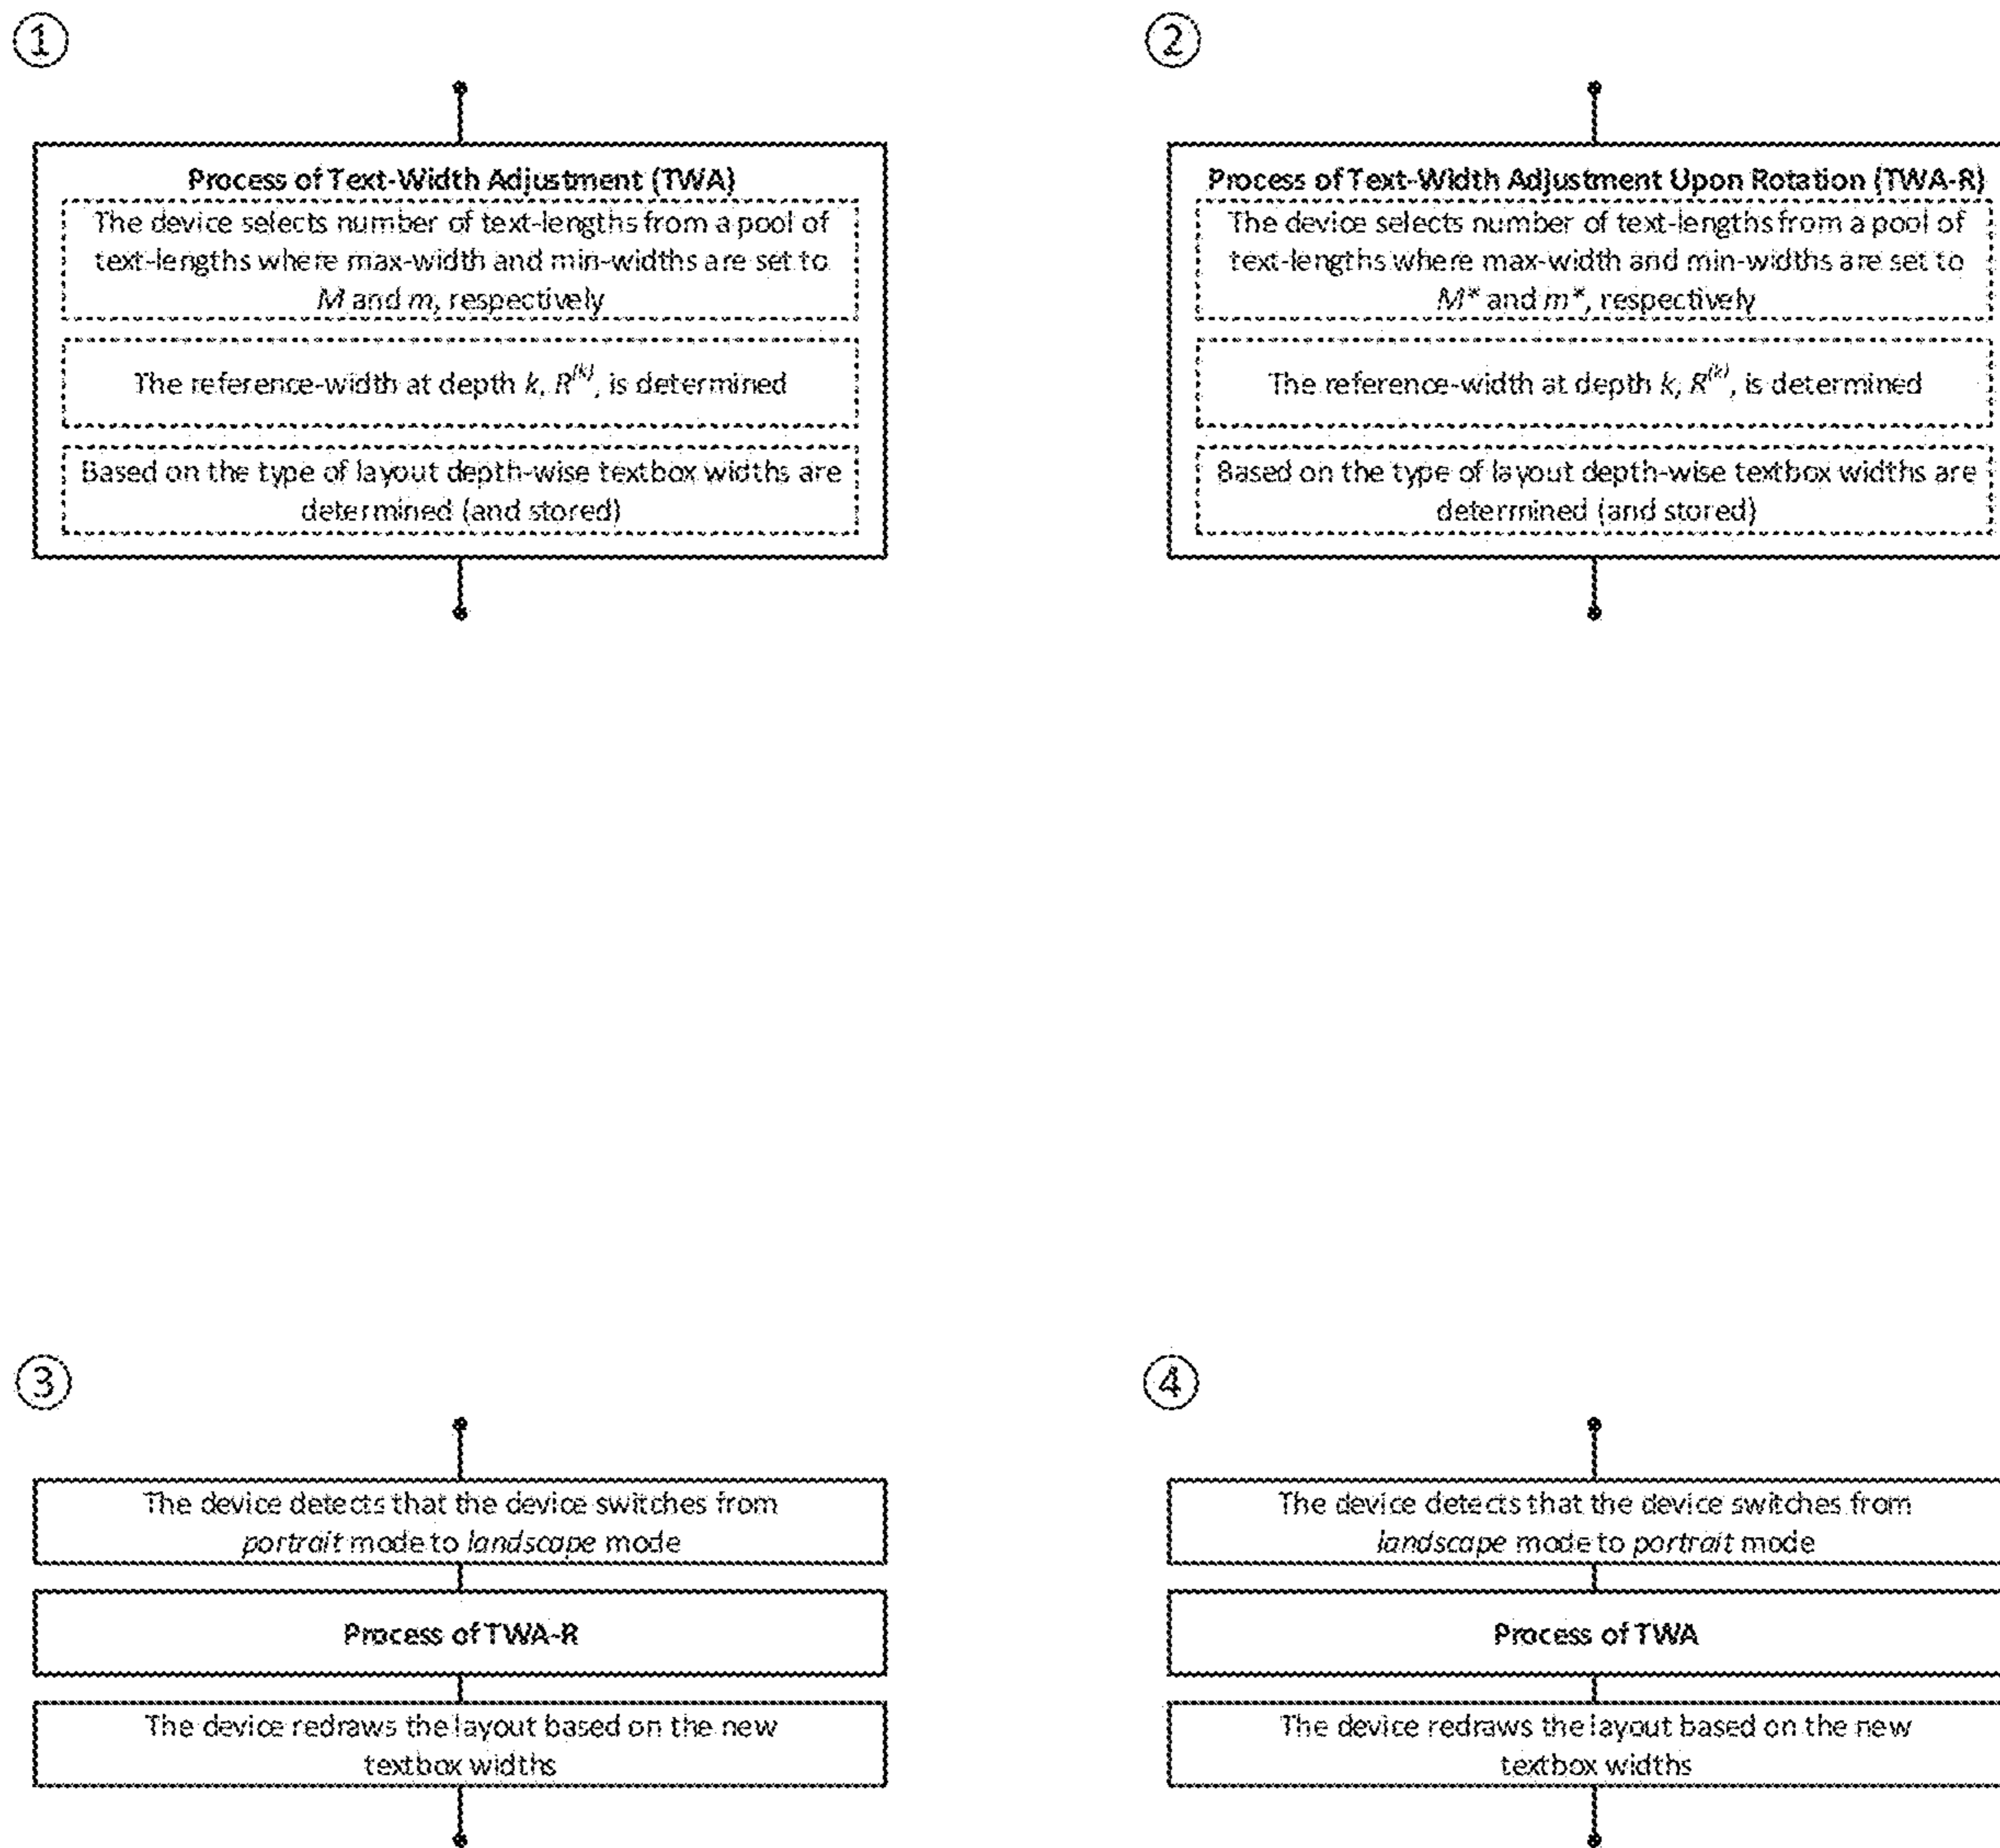 ①
Process of Text-Width Adjustment (TWA)
The device selects number of text-lengths from a pool of
text-lengths where max-width and min-widths are set to
M and m, respectively
The reference-width at depth k, R^(k), is determined
Based on the type of layout depth-wise textbox widths are
determined (and stored)
②
Process of Text-Width Adjustment Upon Rotation (TWA-R)
The device selects number of text-lengths from a pool of
text-lengths where max-width and min-widths are set to
M* and m*, respectively
The reference-width at depth k, R^(k), is determined
Based on the type of layout depth-wise textbox widths are
determined (and stored)
③
The device detects that the device switches from
portrait mode to landscape mode
Process of TWA-R
The device redraws the layout based on the new
textbox widths
④
The device detects that the device switches from
landscape mode to portrait mode
Process of TWA
The device redraws the layout based on the new
textbox widths